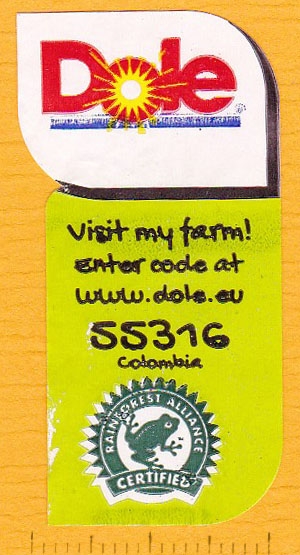 Dole®
Visit my farm!
Enter code at
www.dole.eu
55316
Colombia
RAINFOREST ALLIANCE
CERTIFIED